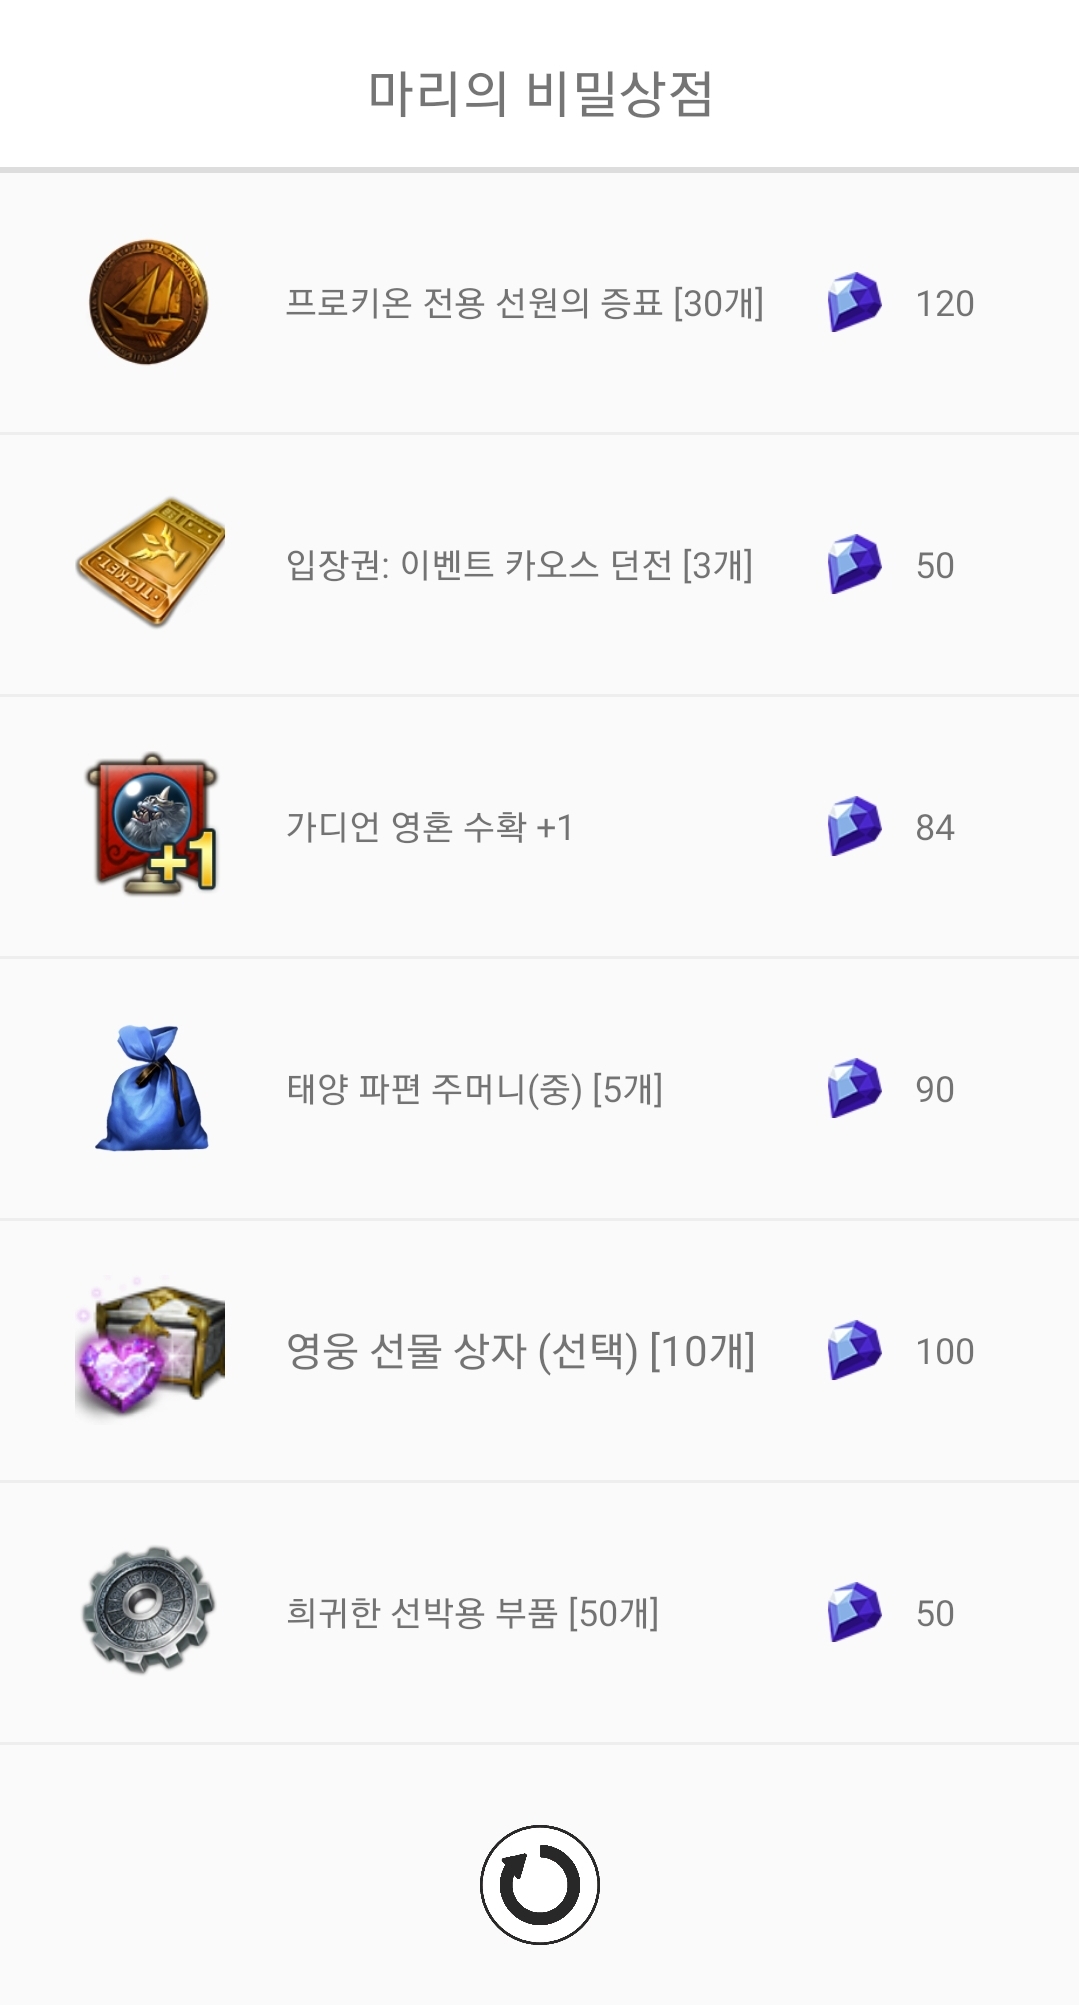 마리의 비밀상점
프로키온 전용 선원의 증표 [30개] 120
TICKET
입장권: 이벤트 카오스 던전 [3개] 50
+1
가디언 영혼 수확 +1 84
태양 파편 주머니(중) [5개] 90
영웅 선물 상자 (선택) [10개] 100
희귀한 선박용 부품 [50개] 50